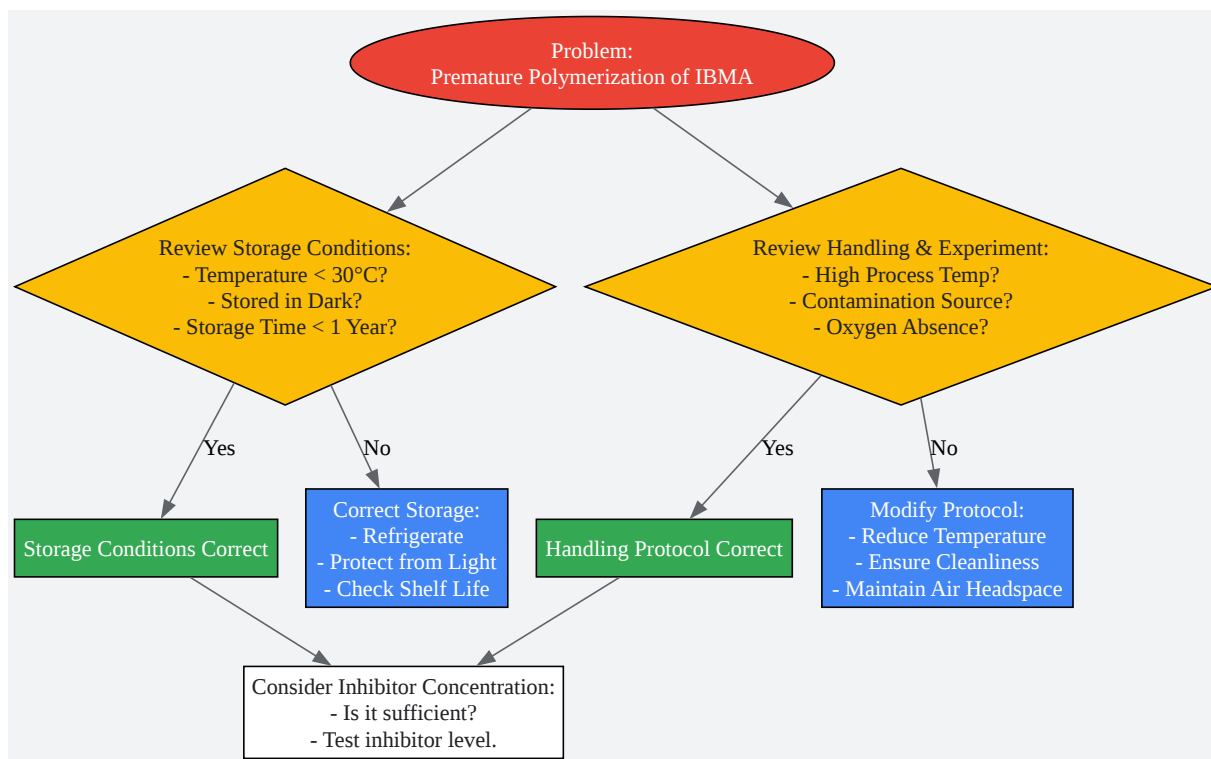 Problem:
Premature Polymerization of IBMA
Review Storage Conditions:
- Temperature < 30°C?
- Stored in Dark?
- Storage Time < 1 Year?
Review Handling & Experiment:
- High Process Temp?
- Contamination Source?
- Oxygen Absence?
Yes
No
Yes
No
Storage Conditions Correct
Correct Storage:
- Refrigerate
- Protect from Light
- Check Shelf Life
Handling Protocol Correct
Modify Protocol:
- Reduce Temperature
- Ensure Cleanliness
- Maintain Air Headspace
Consider Inhibitor Concentration:
- Is it sufficient?
- Test inhibitor level.